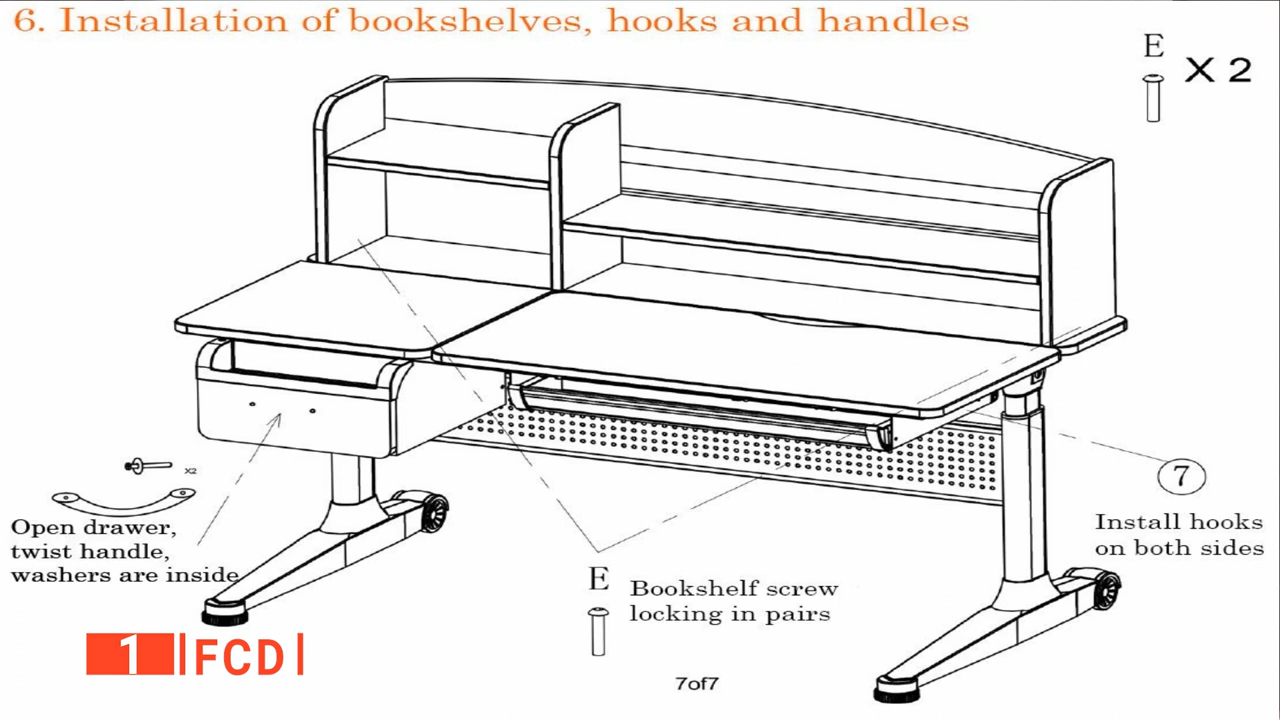 6. Installation of bookshelves, hooks and handles
E
X 2
X2
Open drawer,
twist handle,
washers are inside
7
Install hooks
on both sides
E
Bookshelf screw
locking in pairs
7of7
1 |FCD|